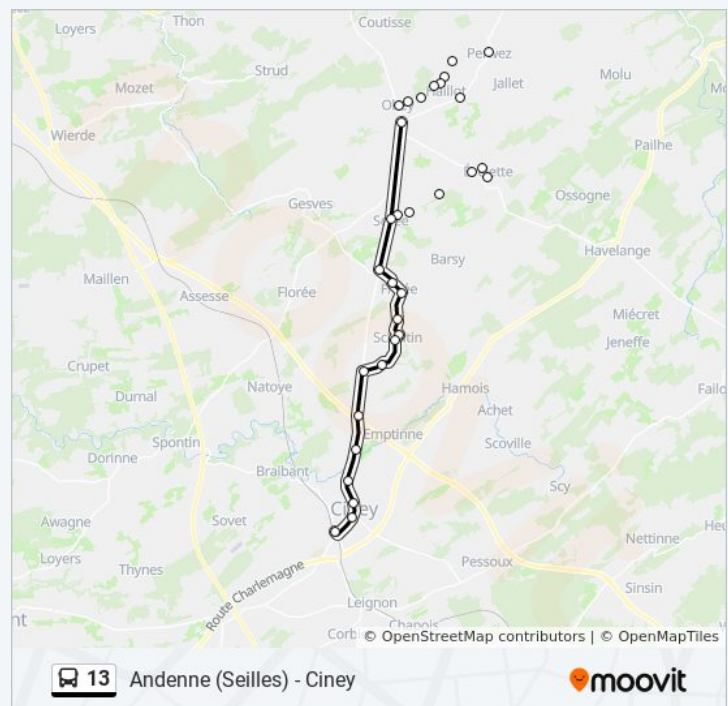 Coutisse
Loyers
Thon
Perwez
Jallet
Molu
Strud
Mozet
Wierde
Pailhe
Ossogne
Gesves
Havelange
Barsy
Maillen
Assesse
Florée
Miécret
Jeneffe
Crupet
Natoye
Hamois
Durnal
Achet
Emptinne
Scoville
Spontin
Dorinne
Braibant
Scy
Ciney
Awagne
Sovet
Nettinne
Loyers
Thynes
Pessoux
Sinsin
Route Charlemagne
Leignon
© OpenStreetMap contributors | © OpenMapTiles
13 Andenne (Seilles) - Ciney
moovit